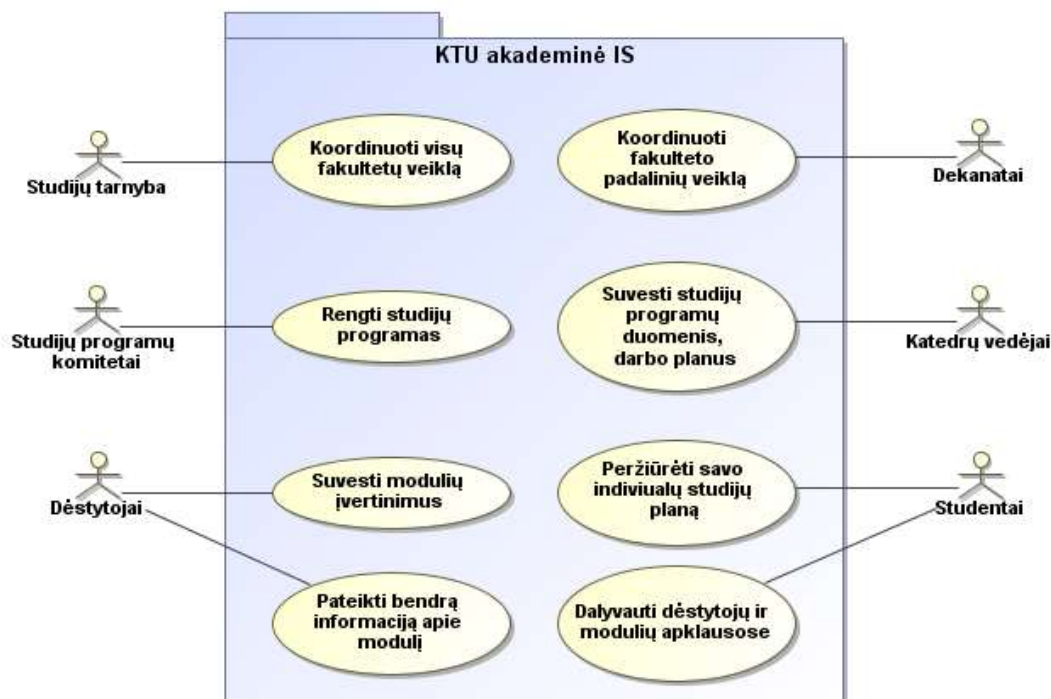 KTU akademinė IS
Studijų tarnyba
Koordinuoti visų
fakultetų veiklą
Koordinuoti
fakulteto
padalinių veiklą
Dekanatai
Studijų programų
komitetai
Rengti studijų
programas
Suvesti studijų
programų
duomenis,
darbo planus
Katedrų vedėjai
Dėstytojai
Suvesti modulių
įvertinimus
Peržiūrėti savo
indiviualų studijų
planą
Studentai
Pateikti bendrą
informaciją apie
modulį
Dalyvauti dėstytojų ir
modulių apklausose